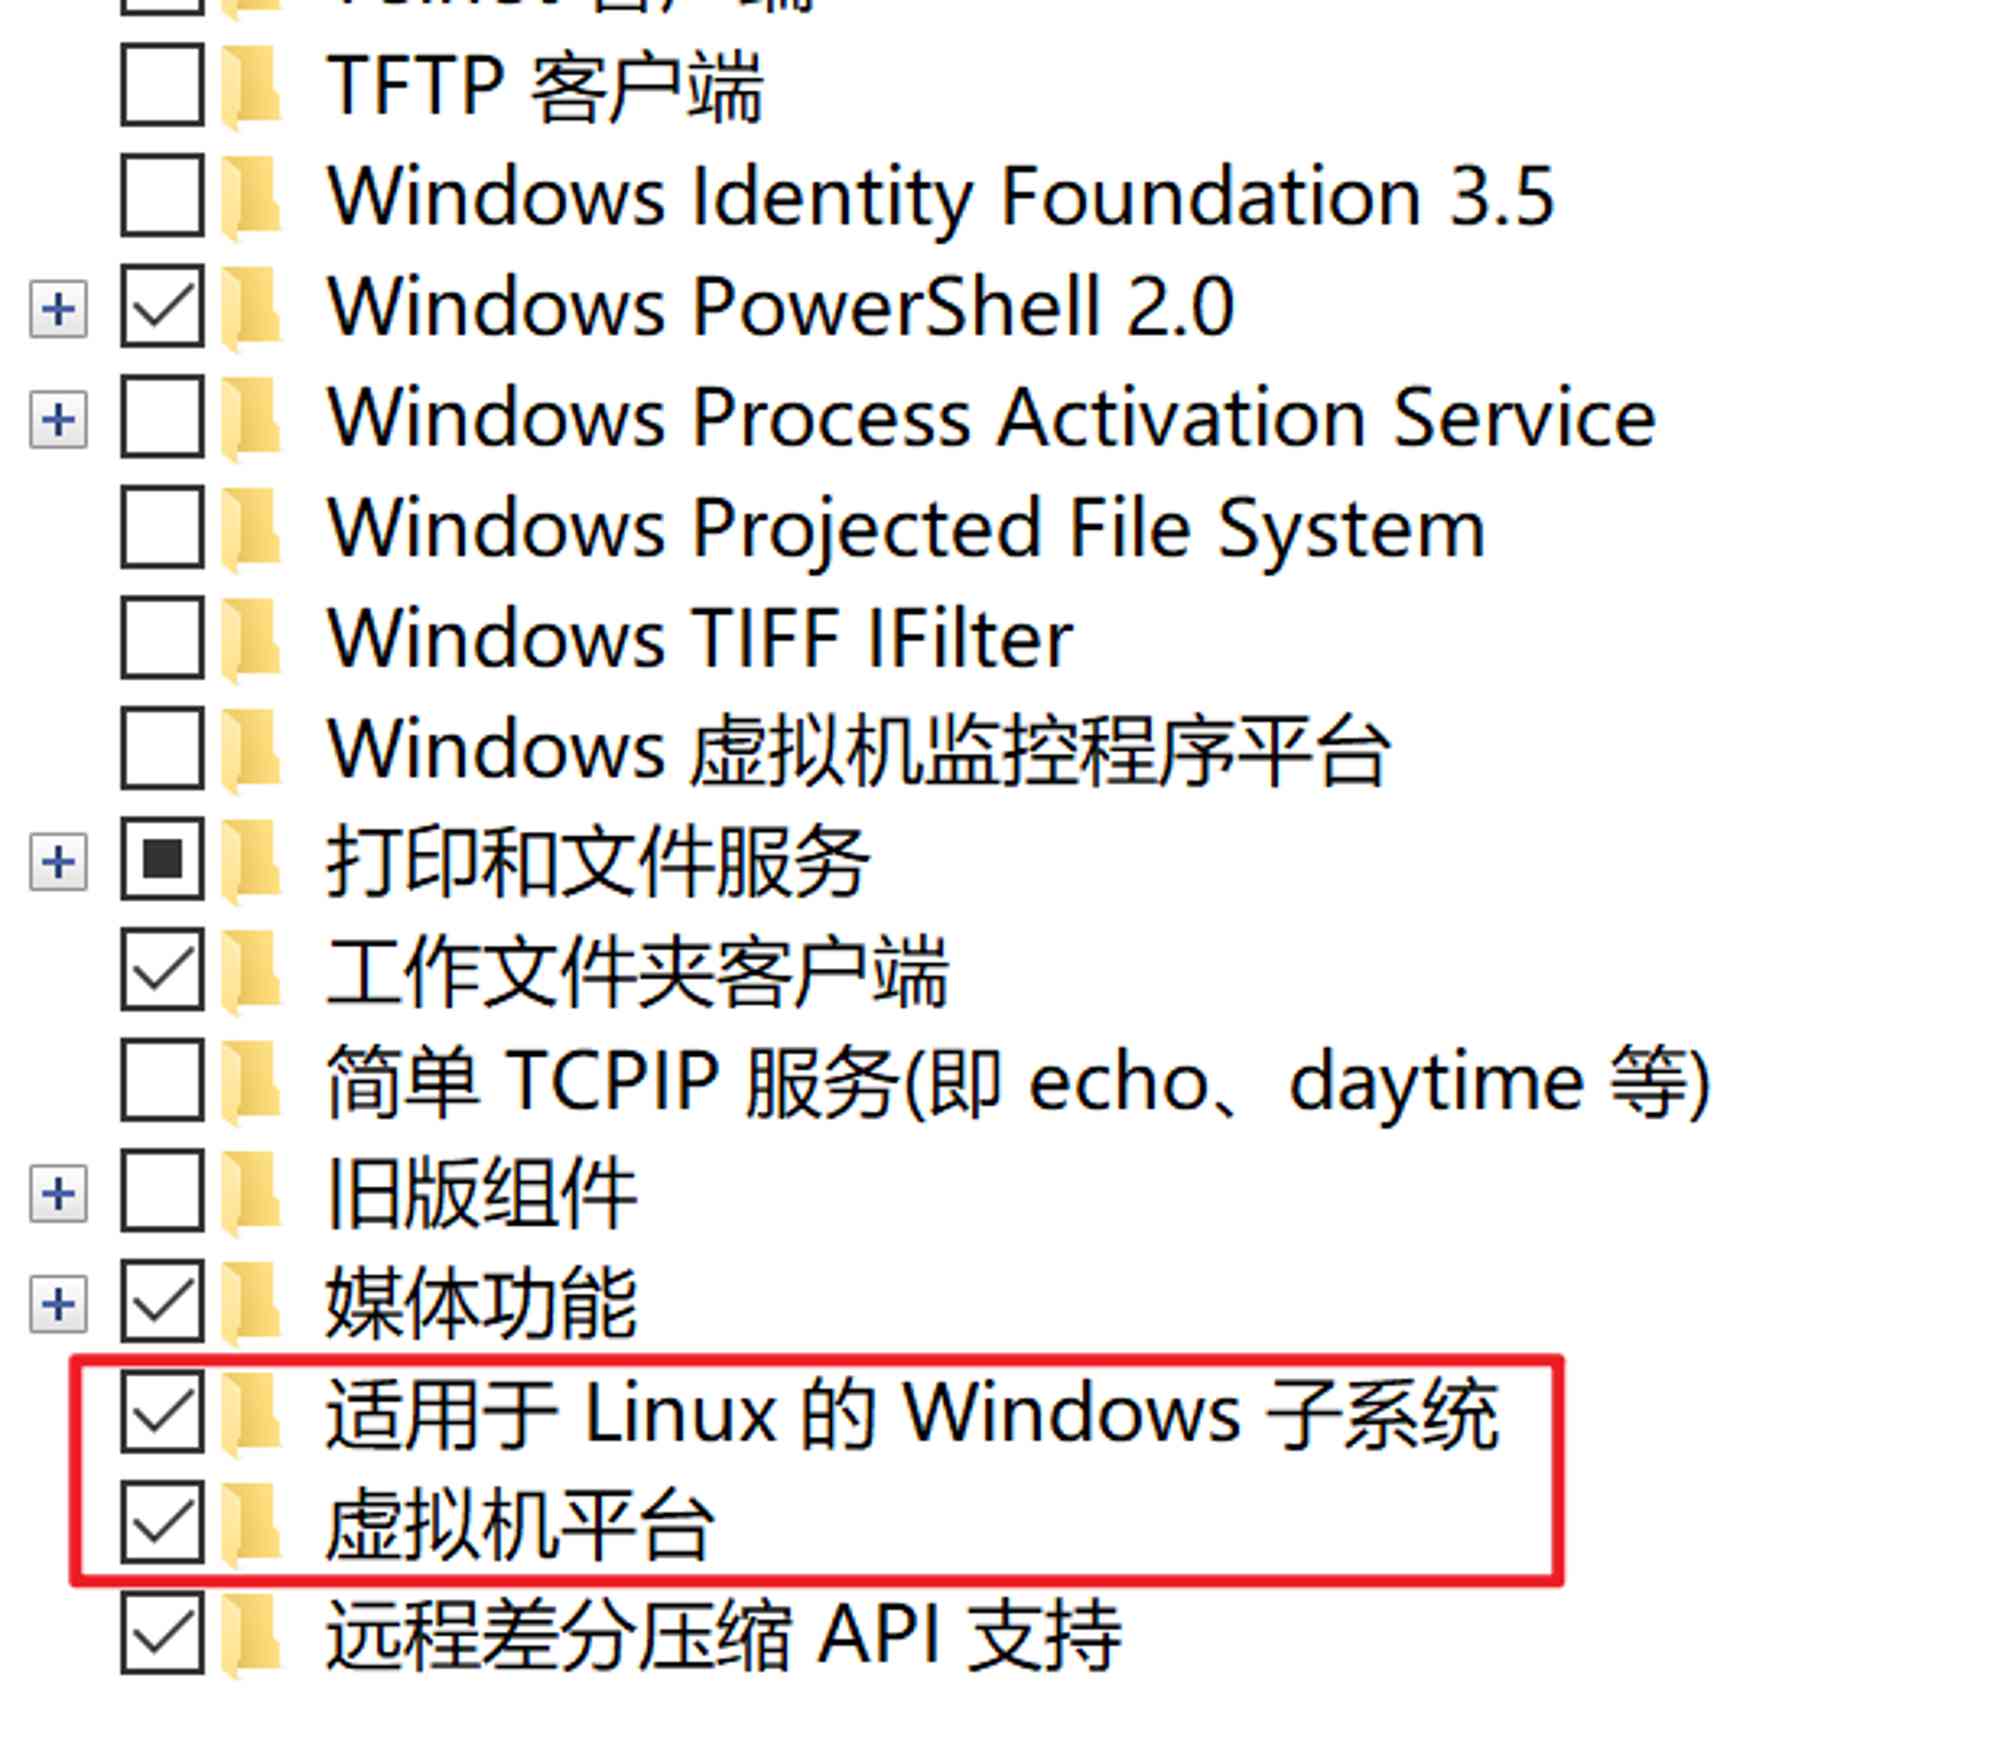 Telnet 客户端
TFTP 客户端
Windows Identity Foundation 3.5
Windows PowerShell 2.0
Windows Process Activation Service
Windows Projected File System
Windows TIFF IFilter
Windows 虚拟机监控程序平台
打印和文件服务
工作文件夹客户端
简单 TCPIP 服务(即 echo、daytime 等)
旧版组件
媒体功能
适用于 Linux 的 Windows 子系统
虚拟机平台
远程差分压缩 API 支持